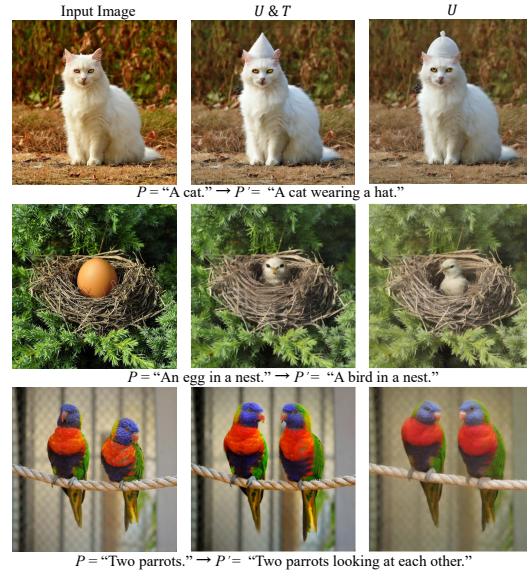 Input Image U & T U
P = “A cat.” → P′ = “A cat wearing a hat.”
P = “An egg in a nest.” → P′ = “A bird in a nest.”
P = “Two parrots.” → P′ = “Two parrots looking at each other.”